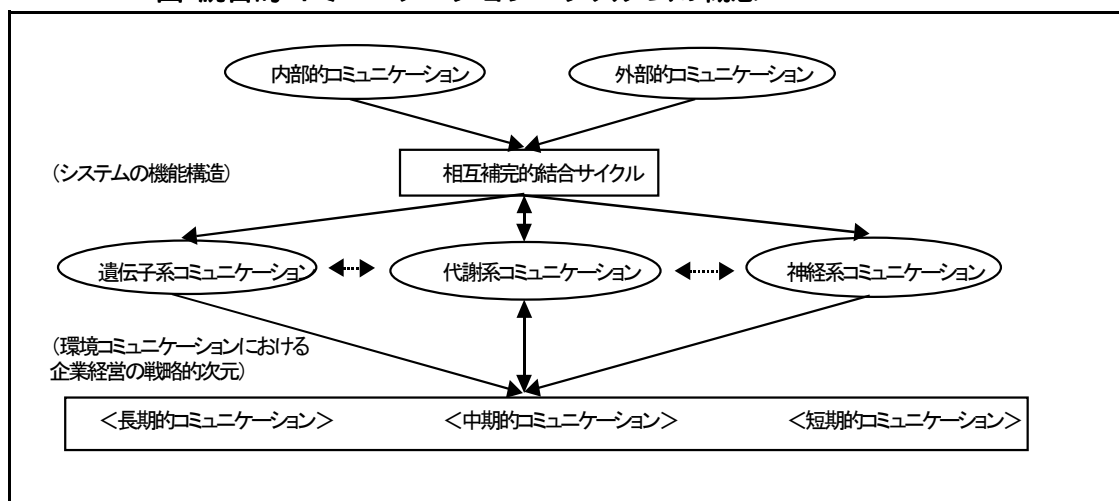 内部的コミュニケーション
外部的コミュニケーション
(システムの機能構造)
相互補完的結合サイクル
遺伝子系コミュニケーション
代謝系コミュニケーション
神経系コミュニケーション
(環境コミュニケーションにおける
企業経営の戦略的次元)
＜長期的コミュニケーション＞
＜中期的コミュニケーション＞
＜短期的コミュニケーション＞